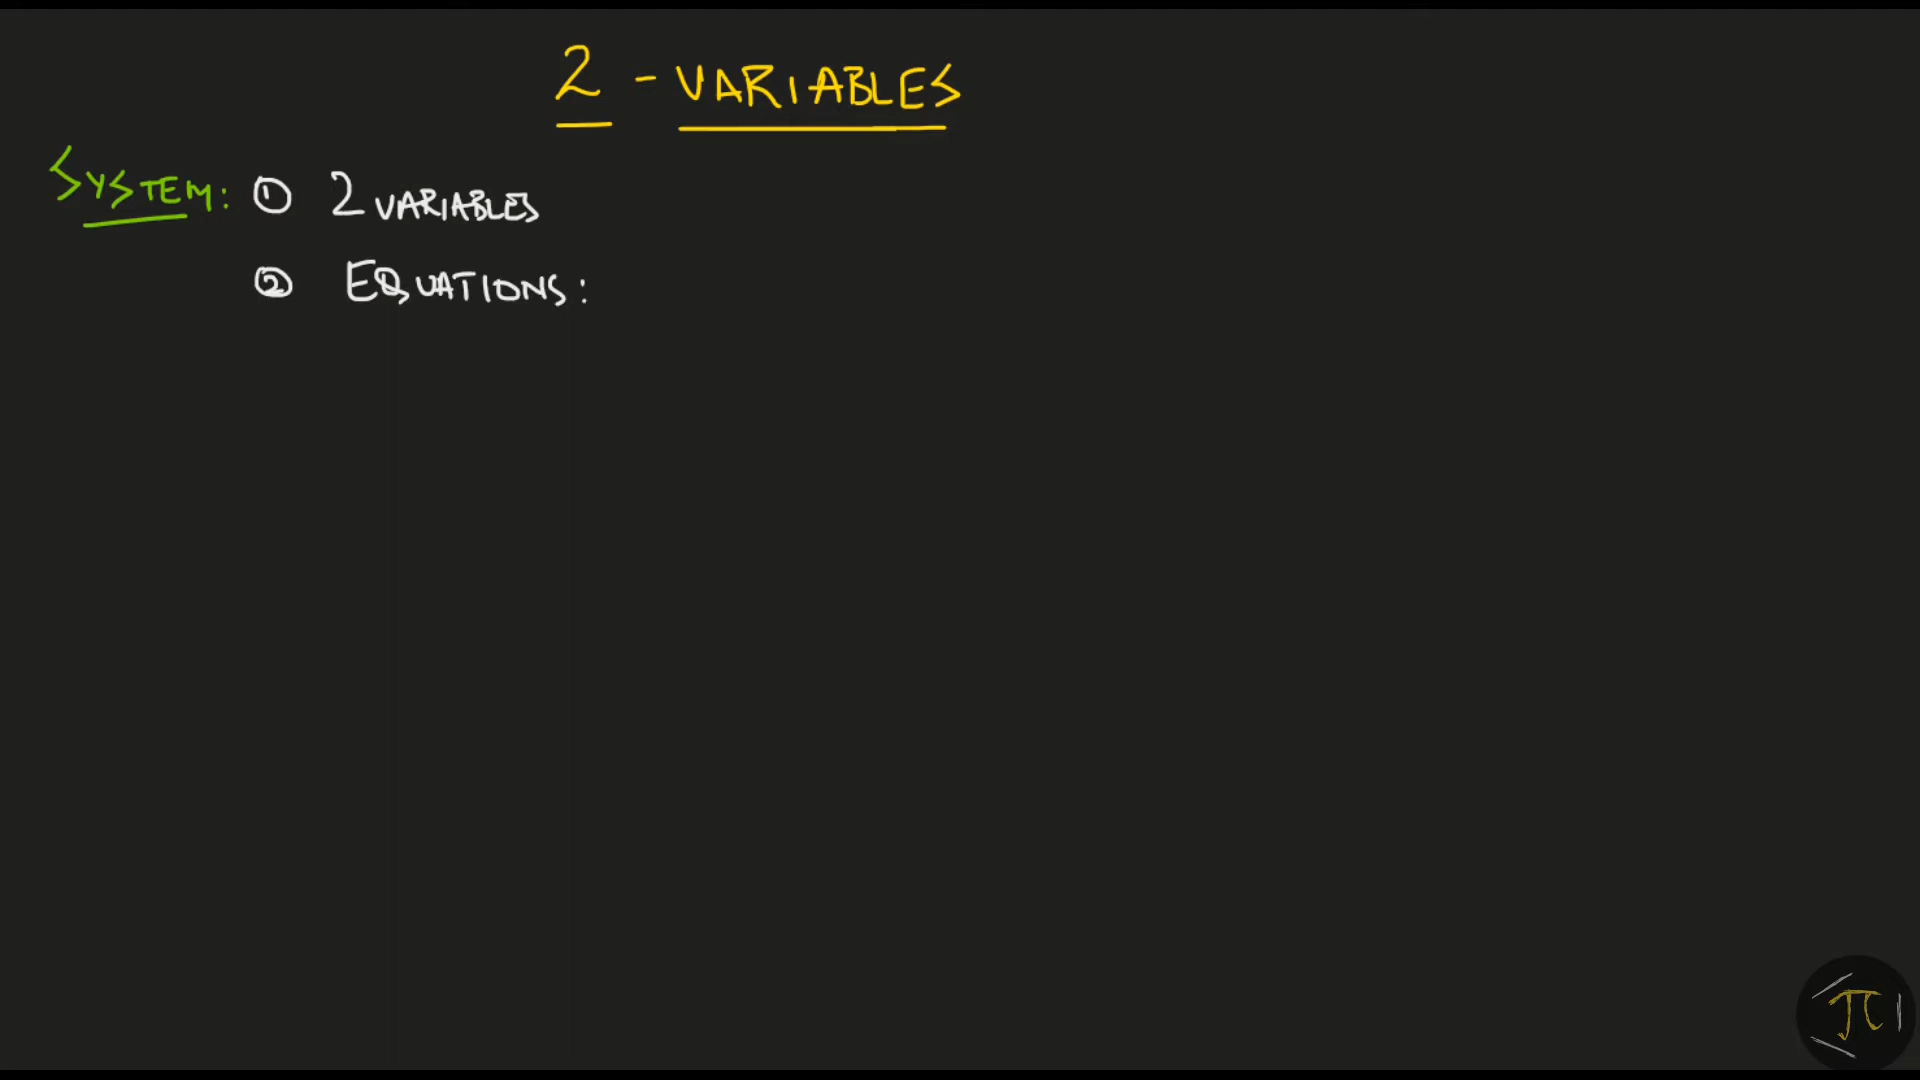 2 - VARIABLES
SYSTEM: ① 2 VARIABLES
② EQUATIONS:
π